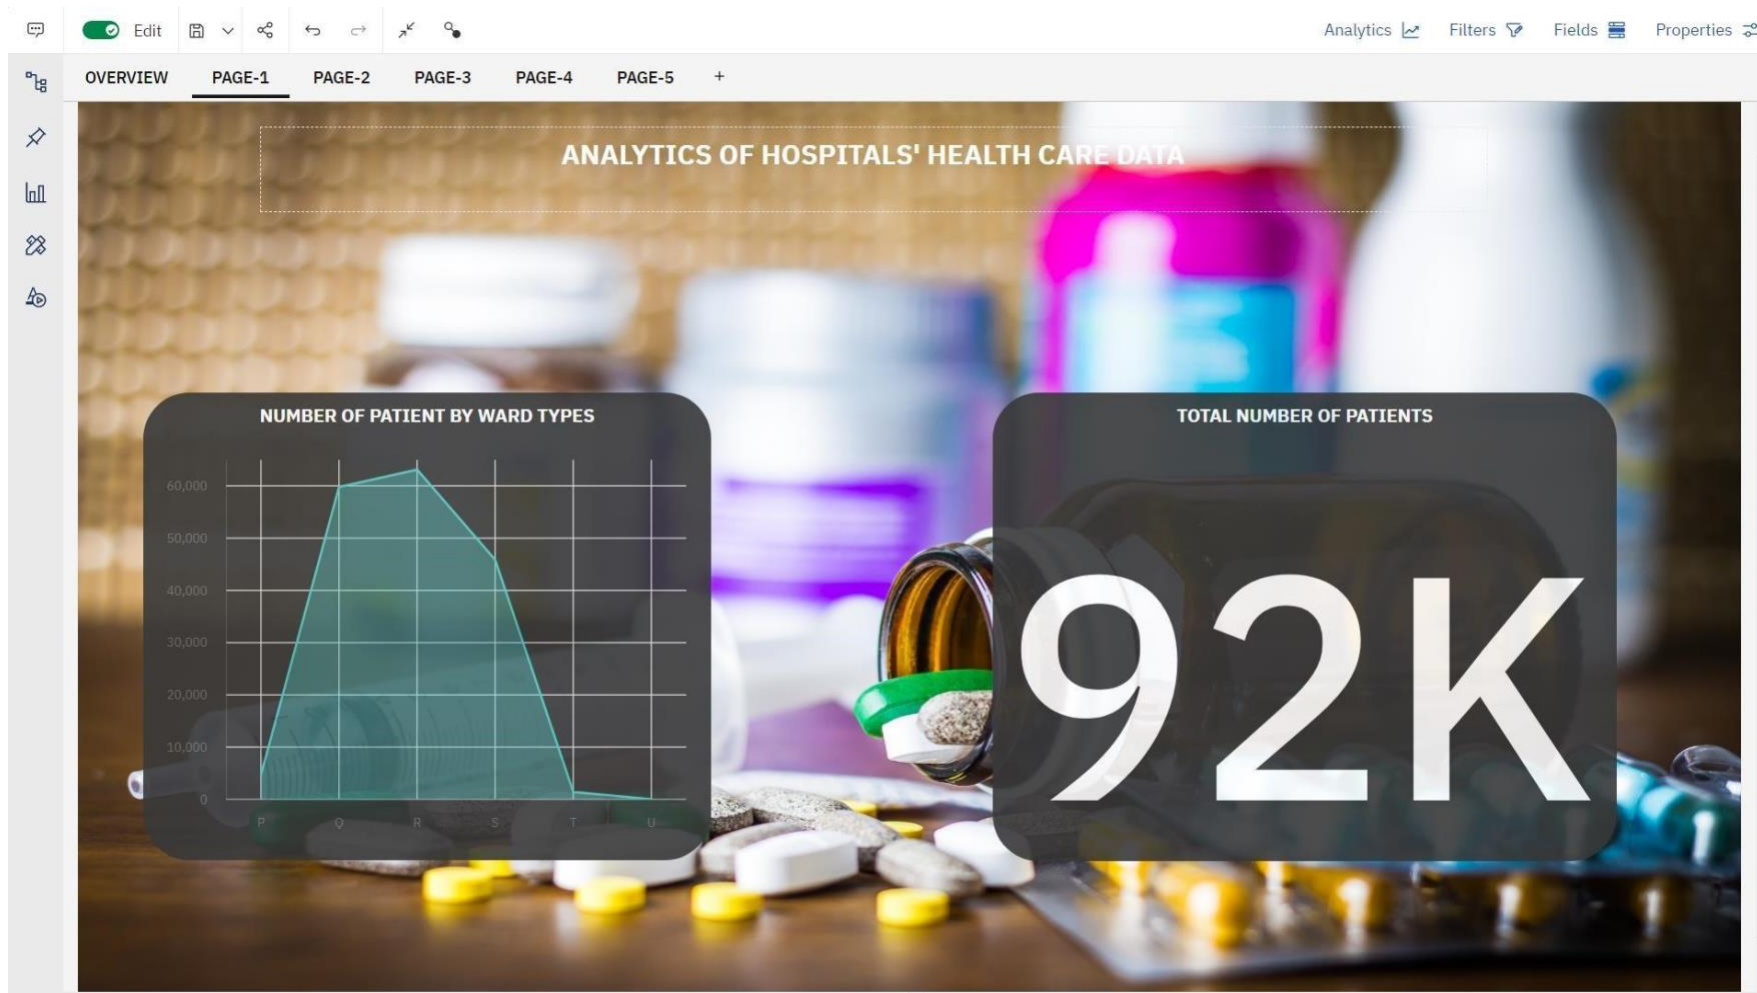 Edit
Analytics
Filters
Fields
Properties
OVERVIEW PAGE-1 PAGE-2 PAGE-3 PAGE-4 PAGE-5 +
ANALYTICS OF HOSPITALS' HEALTH CARE DATA
NUMBER OF PATIENT BY WARD TYPES
60,000
50,000
40,000
30,000
20,000
10,000
0
P Q R S T U
TOTAL NUMBER OF PATIENTS
92K